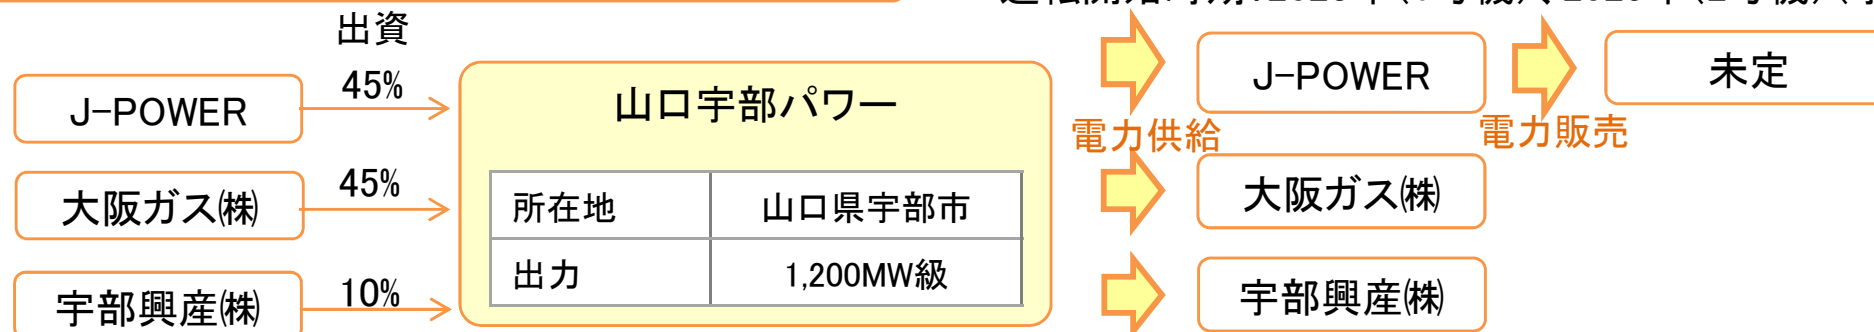 出資
J-POWER
45%
大阪ガス㈱
45%
宇部興産㈱
10%
山口宇部パワー
所在地 山口県宇部市
出力 1,200MW級
電力供給
J-POWER
大阪ガス㈱
宇部興産㈱
電力販売
未定